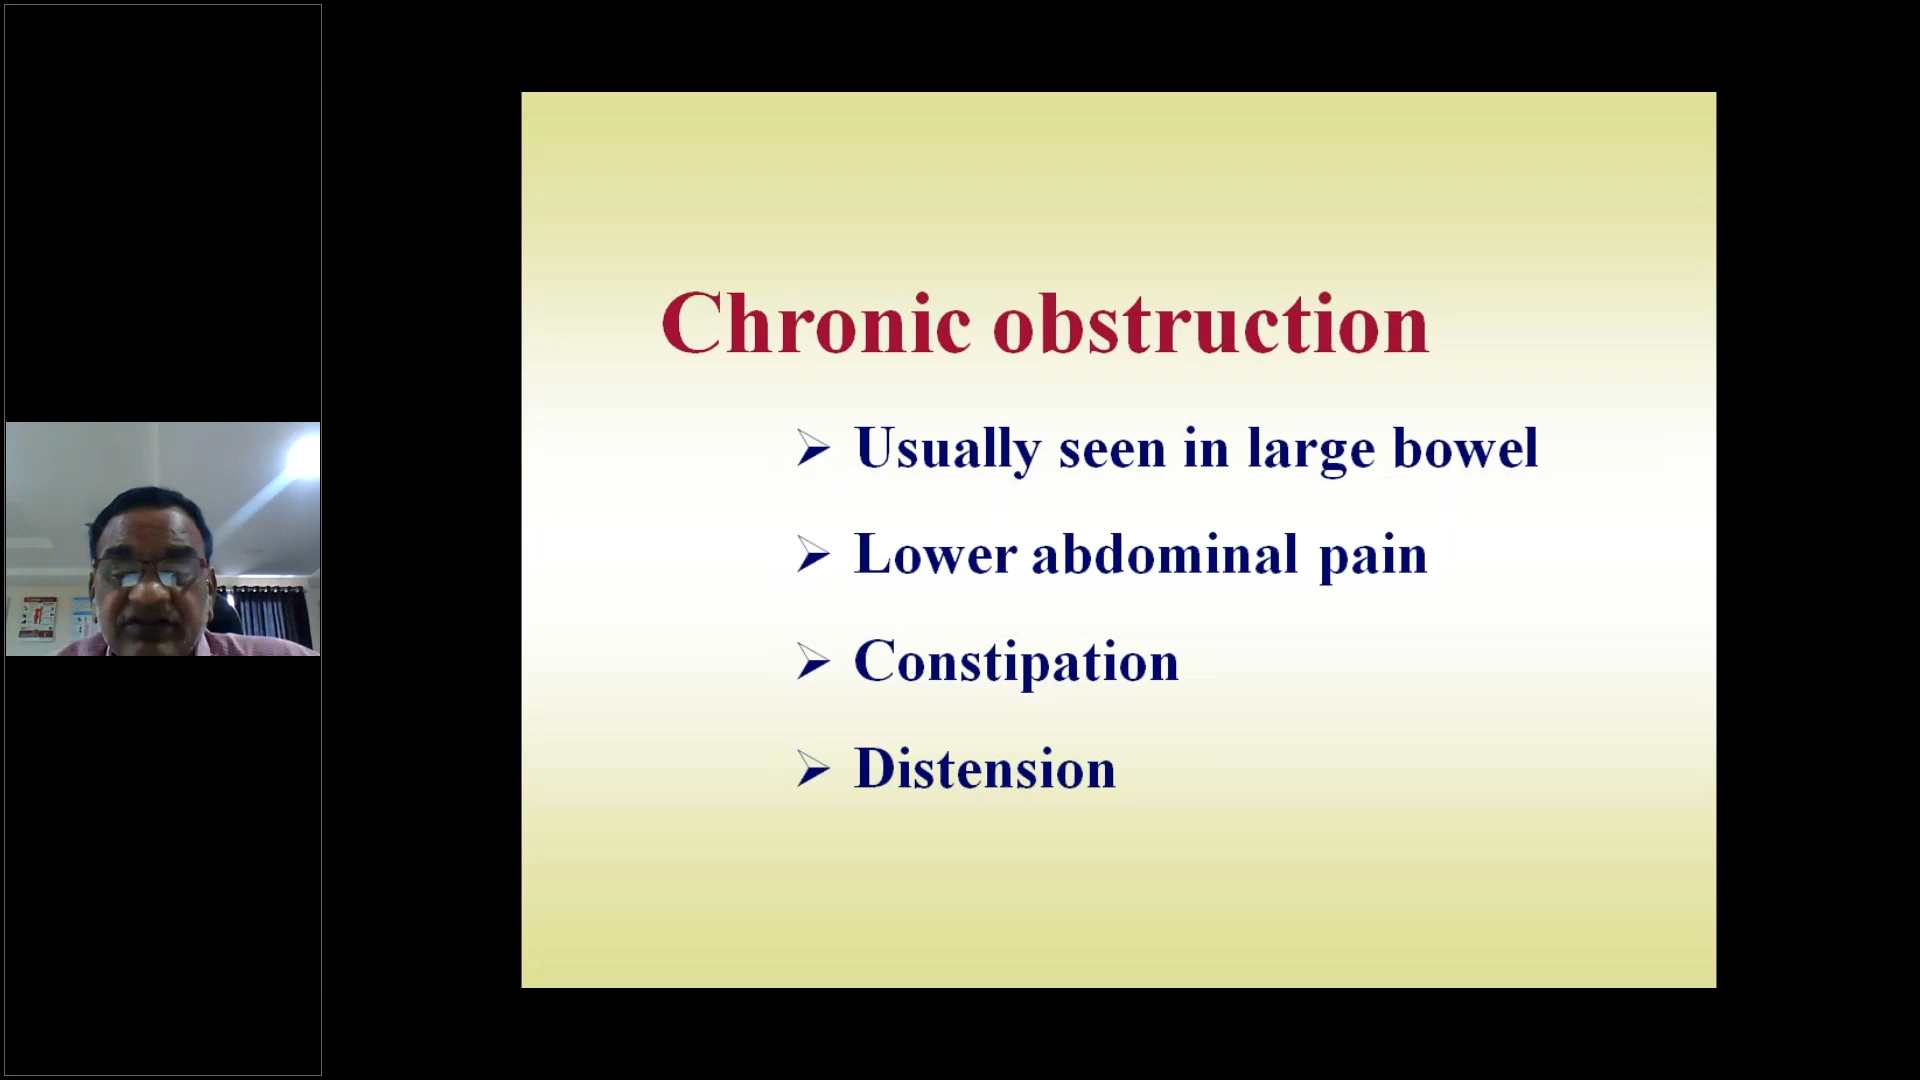 Chronic obstruction
➢ Usually seen in large bowel
➢ Lower abdominal pain
➢ Constipation
➢ Distension